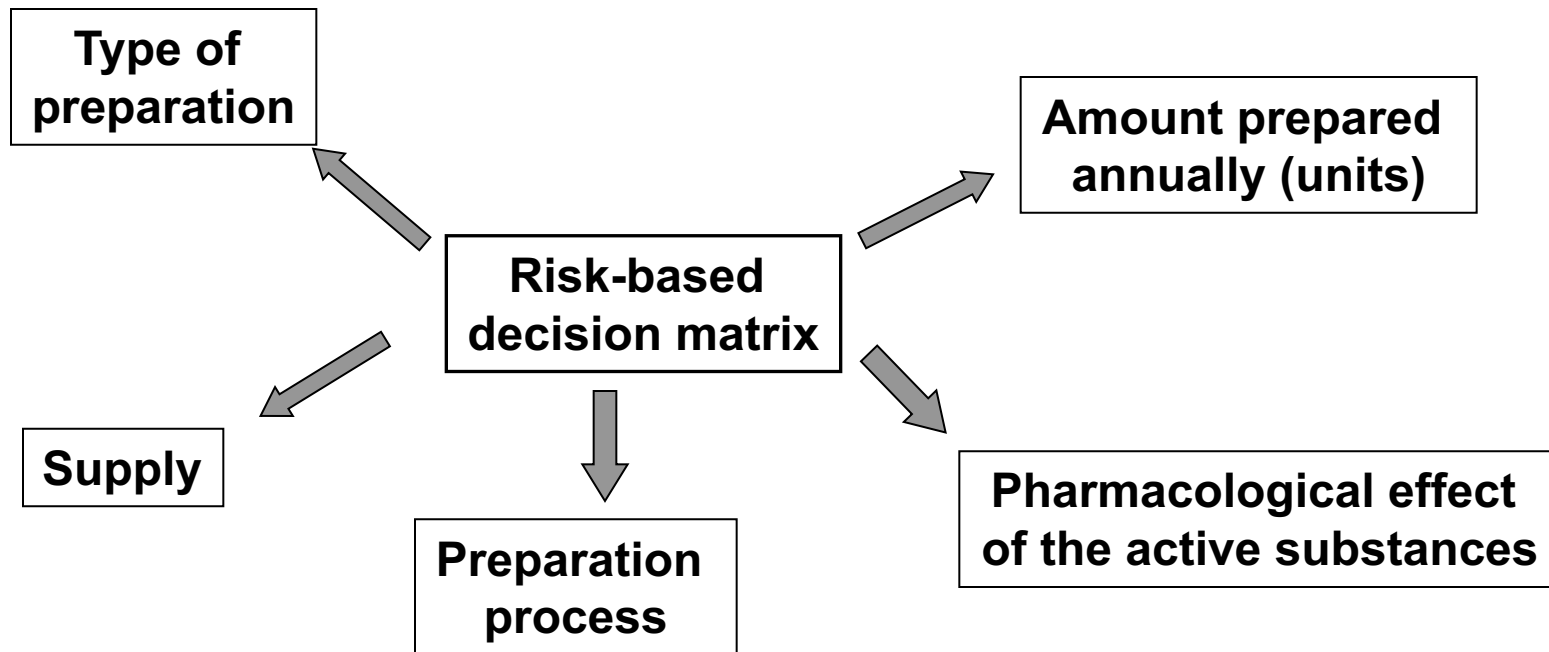 Type of
preparation
Amount prepared
annually (units)
Risk-based
decision matrix
Supply
Preparation
process
Pharmacological effect
of the active substances